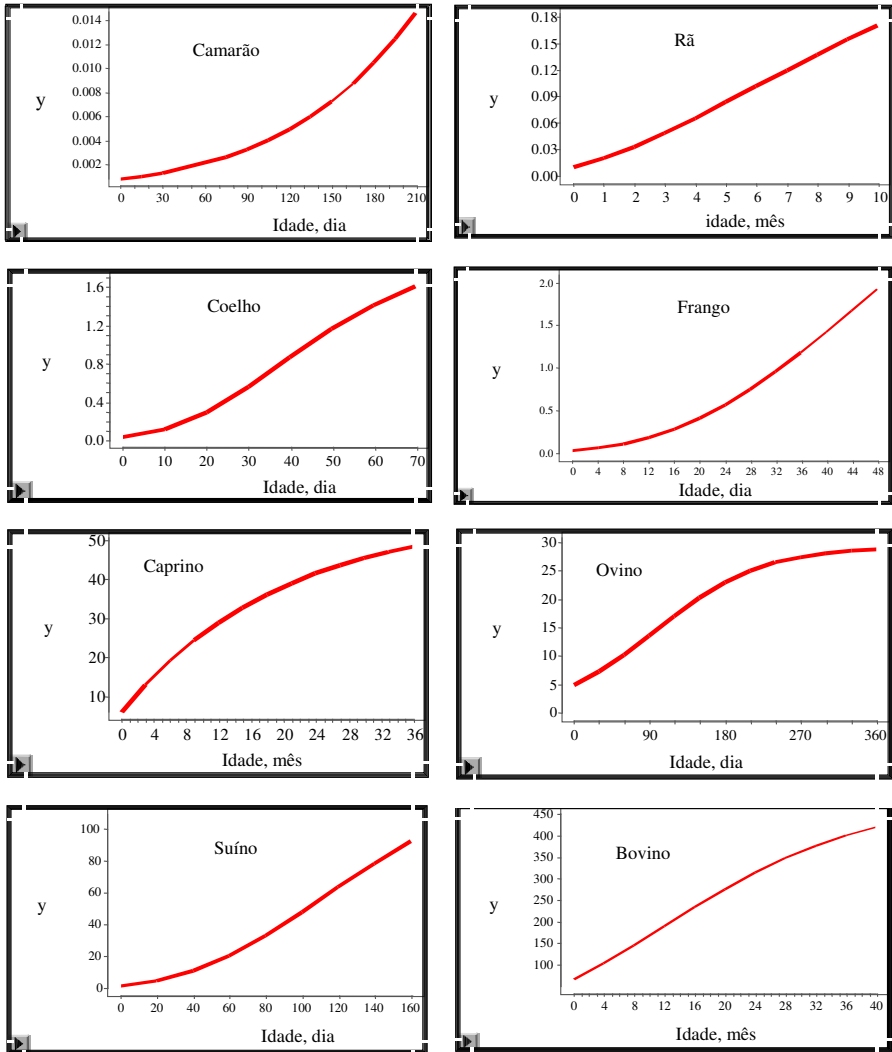 Camarão
y
0.014
0.012
0.010
0.008
0.006
0.004
0.002
0 30 60 90 120 150 180 210
Idade, dia
Rã
y
0.18
0.15
0.12
0.09
0.06
0.03
0.00
0 1 2 3 4 5 6 7 8 9 10
idade, mês
Coelho
y
1.6
1.2
0.8
0.4
0.0
0 10 20 30 40 50 60 70
Idade, dia
Frango
y
2.0
1.5
1.0
0.5
0.0
0 4 8 12 16 20 24 28 32 36 40 44 48
Idade, dia
Caprino
y
50
40
30
20
10
0 4 8 12 16 20 24 28 32 36
Idade, mês
Ovino
y
30
25
20
15
10
5
0
0 90 180 270 360
Idade, dia
Suíno
y
100
80
60
40
20
0
0 20 40 60 80 100 120 140 160
Idade, dia
Bovino
y
450
400
350
300
250
200
150
100
0 4 8 12 16 20 24 28 32 36 40
Idade, mês